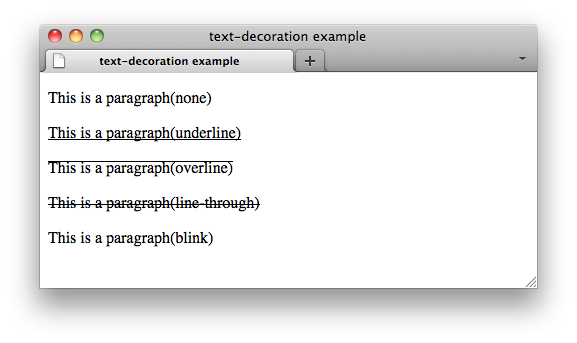 text-decoration example
text-decoration example
This is a paragraph(none)
This is a paragraph(underline)
This is a paragraph(overline)
This is a paragraph(line-through)
This is a paragraph(blink)